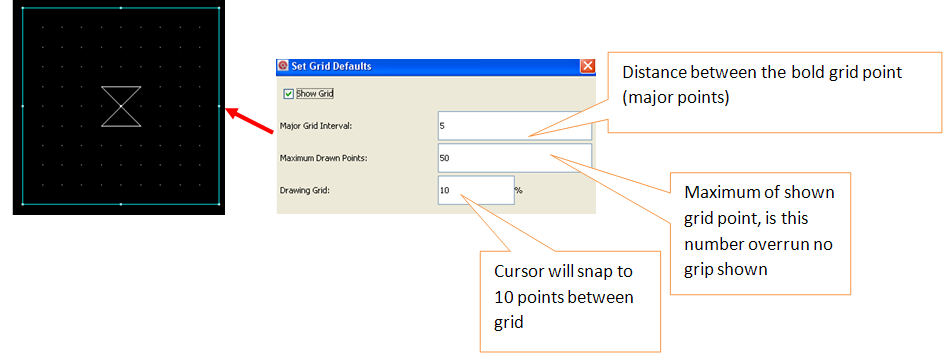 Set Grid Defaults
Show Grid
Major Grid Interval:
5
Maximum Drawn Points:
50
Drawing Grid:
10
%
Distance between the bold grid point
(major points)
Maximum of shown
grid point, is this
number overrun no
grip shown
Cursor will snap to
10 points between
grid